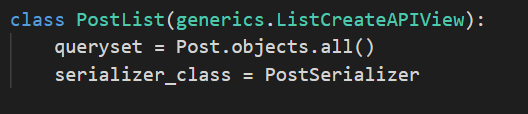 class PostList(generics.ListCreateAPIView):
    queryset = Post.objects.all()
    serializer_class = PostSerializer